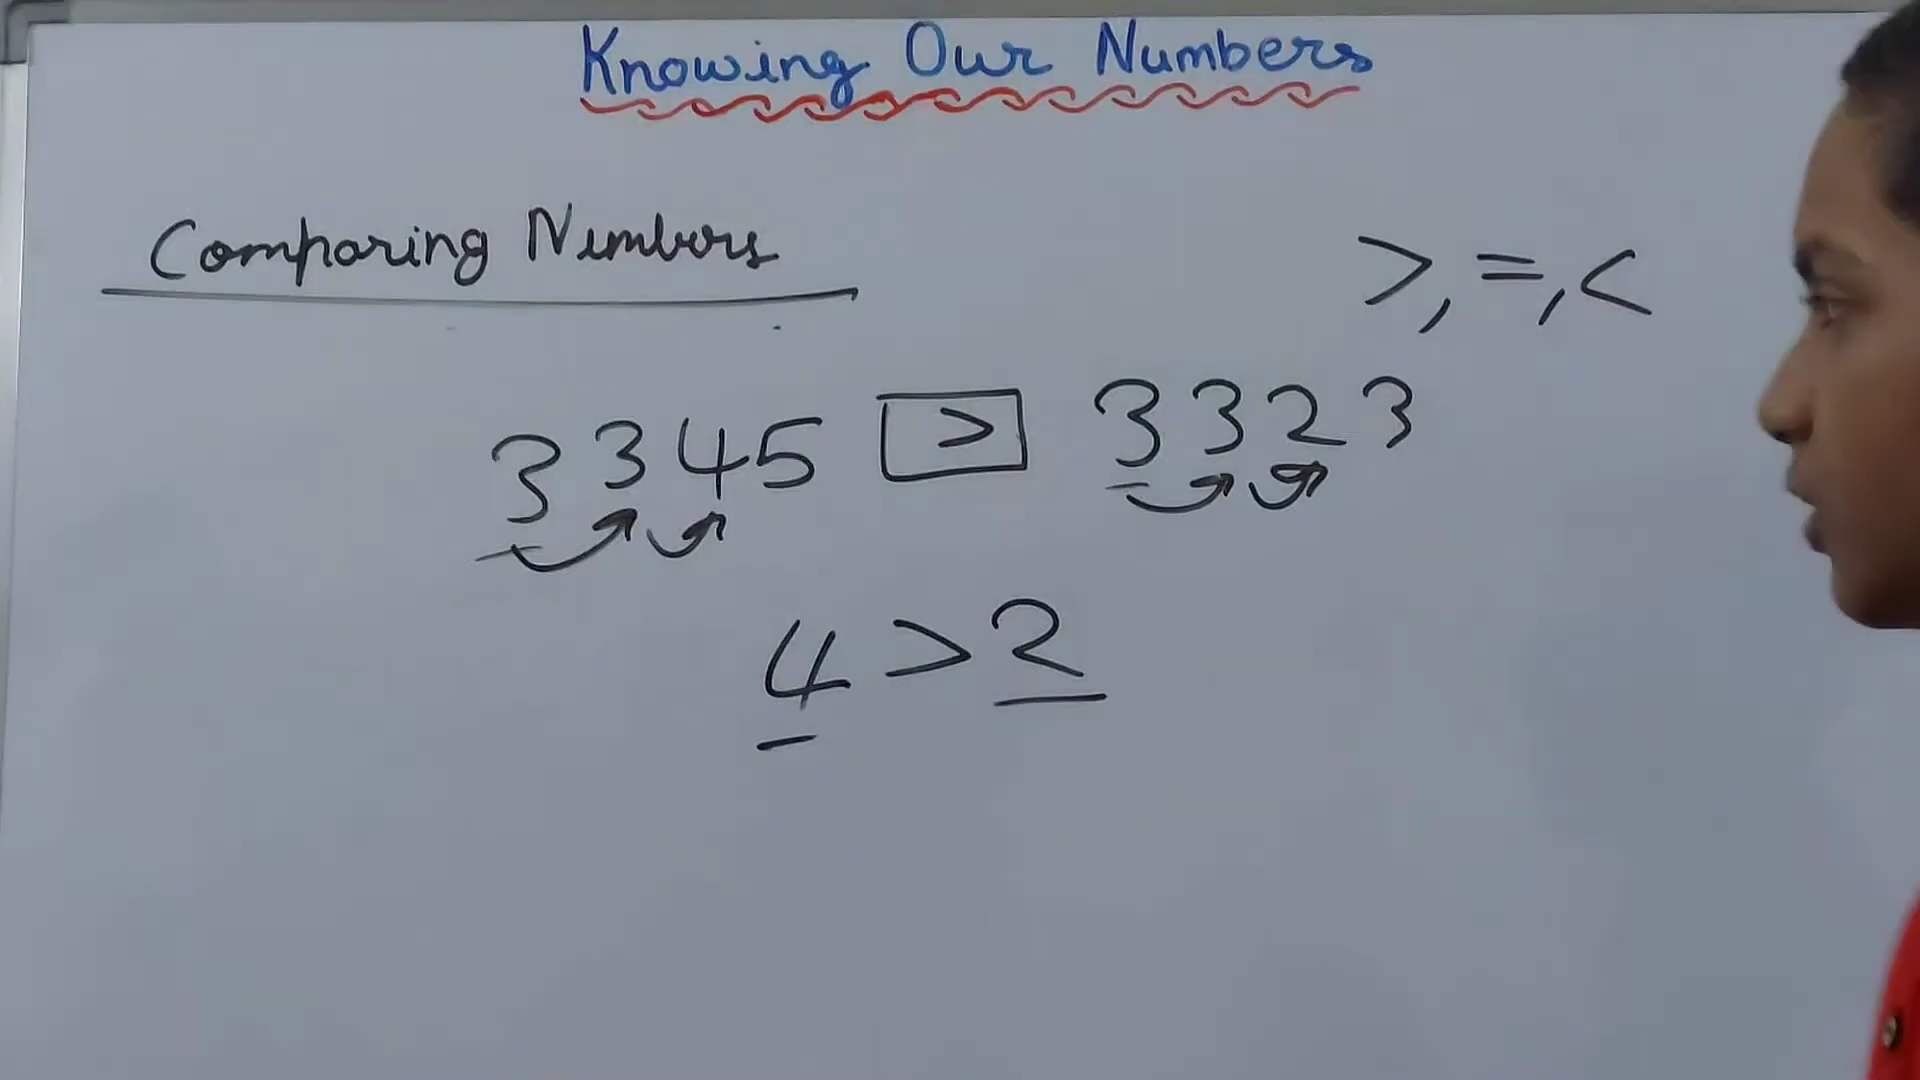 Knowing Our Numbers
Comparing Numbers
>, =, <
3345 > 3323
4 > 2